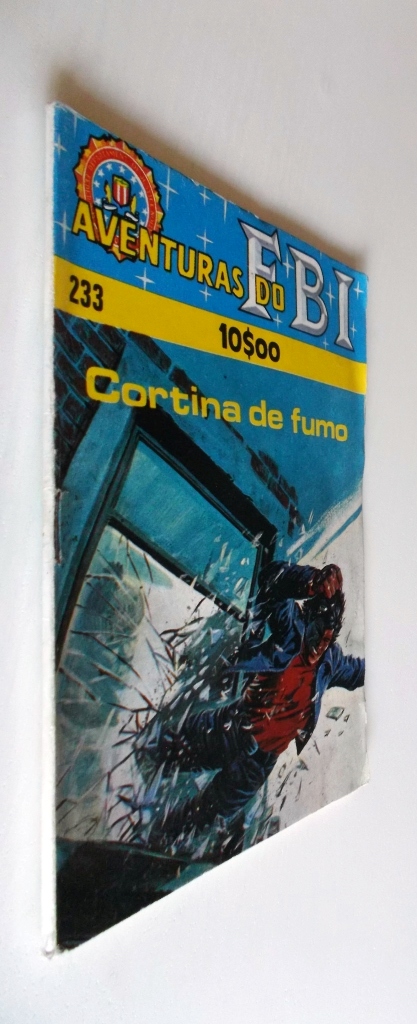 AVENTURAS DO FBI
233
10$00
Cortina de fumo